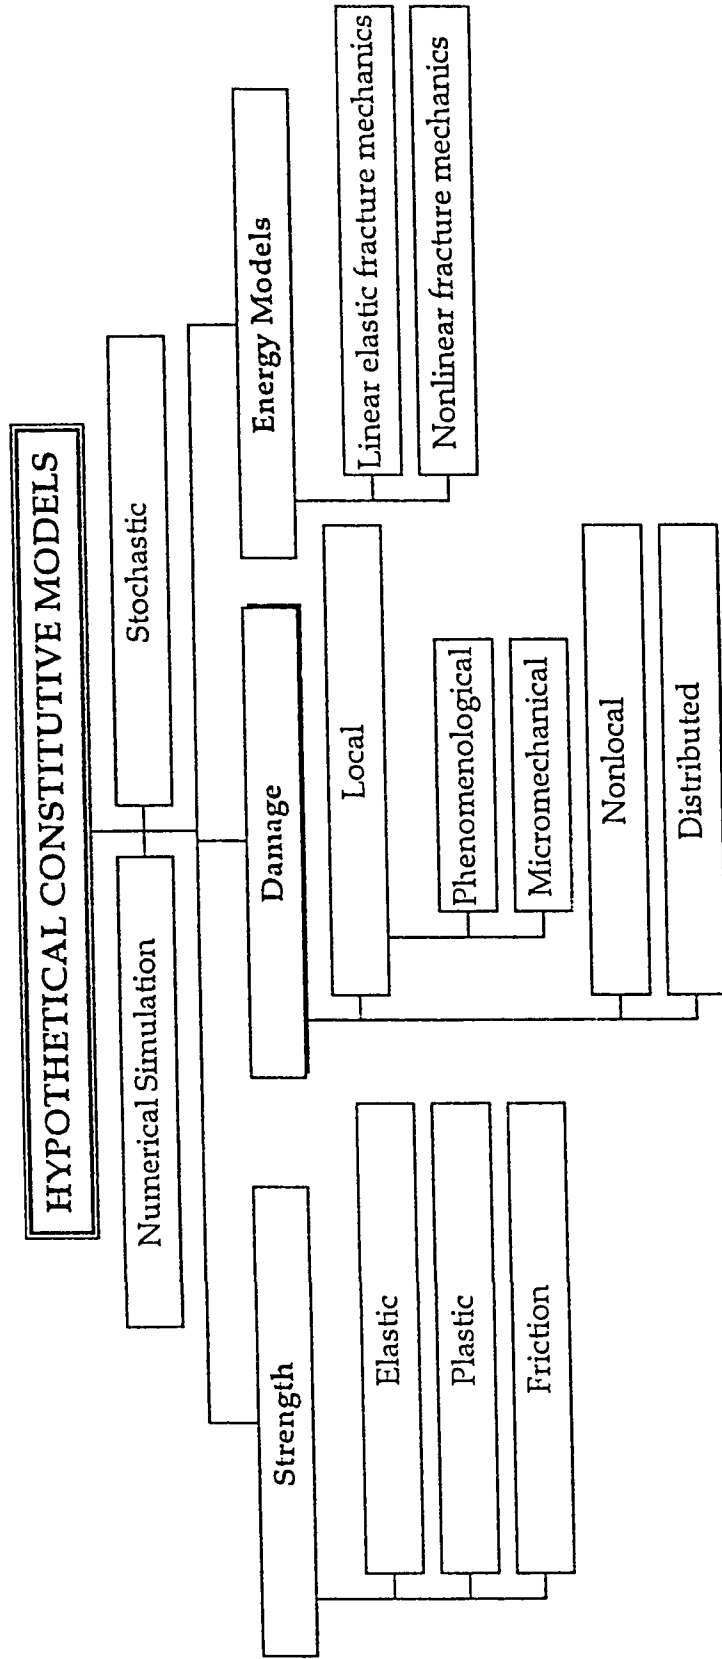 HYPOTHETICAL CONSTITUTIVE MODELS
Numerical Simulation
Stochastic
Strength
Elastic
Plastic
Friction
Damage
Local
Phenomenological
Micromechanical
Nonlocal
Distributed
Energy Models
Linear elastic fracture mechanics
Nonlinear fracture mechanics